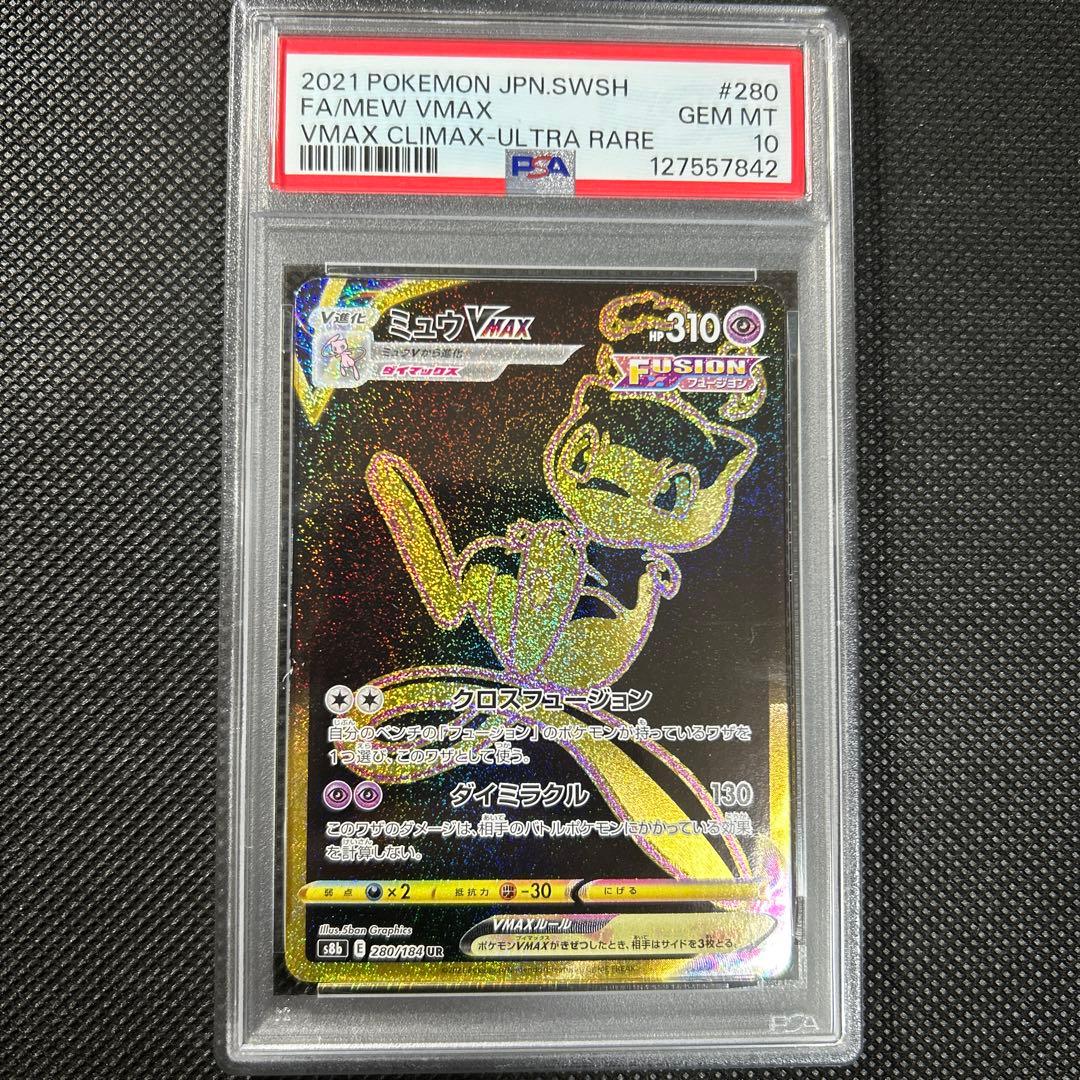 2021 POKEMON JPN.SWSH #280
FA/MEW VMAX GEM MT
VMAX CLIMAX-ULTRA RARE 10
PSA 127557842
V進化 ミュウVMAX HP310
ミュウVから進化
ダイマックス
FUSION
フュージョン
クロスフュージョン
自分のベンチの「フュージョン」のポケモンが持っているワザを
1つ選び、このワザとして使う。
ダイミラクル 130
このワザのダメージは、相手のバトルポケモンにかかっている効果
を計算しない。
弱点 ×2 抵抗力 -30 にげる
Illus.5ban Graphics
VMAXルール
s8b E 280/184 UR
ポケモンVMAXがきぜつしたとき、相手はサイドを3枚とる。
PSA